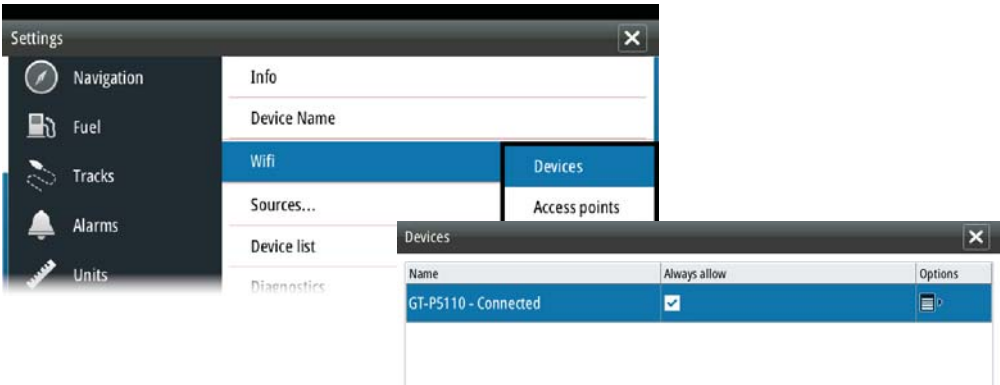 Settings
Navigation
Fuel
Tracks
Alarms
Units
Info
Device Name
Wifi
Sources...
Device list
Diagnostics
Devices
Access points
Devices
Name Always allow Options
GT-P5110 - Connected